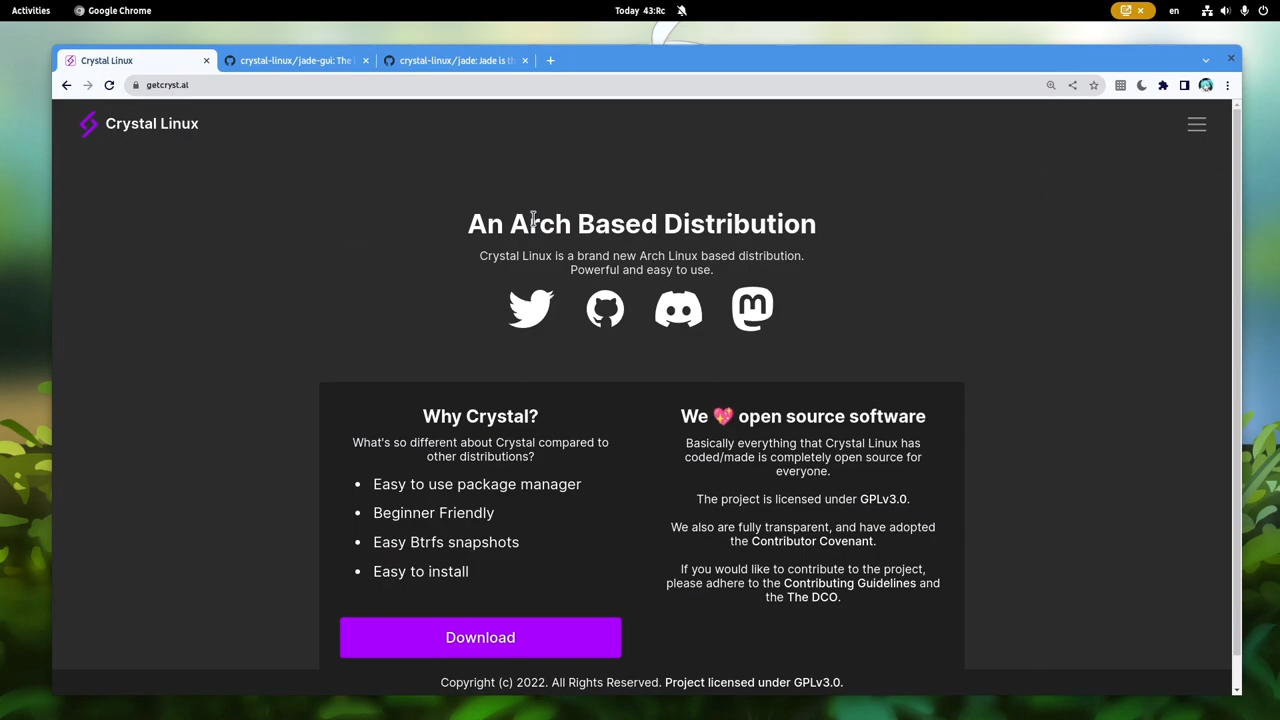 Activities
Google Chrome
Today 43:Rc
en
Crystal Linux
crystal-linux/jade-gui: The
crystal-linux/jade: Jade is th
getcryst.al
Crystal Linux
An Arch Based Distribution
Crystal Linux is a brand new Arch Linux based distribution.
Powerful and easy to use.
Why Crystal?
What's so different about Crystal compared to
other distributions?
• Easy to use package manager
• Beginner Friendly
• Easy Btrfs snapshots
• Easy to install
Download
We 💖 open source software
Basically everything that Crystal Linux has
coded/made is completely open source for
everyone.
The project is licensed under GPLv3.0.
We also are fully transparent, and have adopted
the Contributor Covenant.
If you would like to contribute to the project,
please adhere to the Contributing Guidelines and
the The DCO.
Copyright (c) 2022. All Rights Reserved. Project licensed under GPLv3.0.